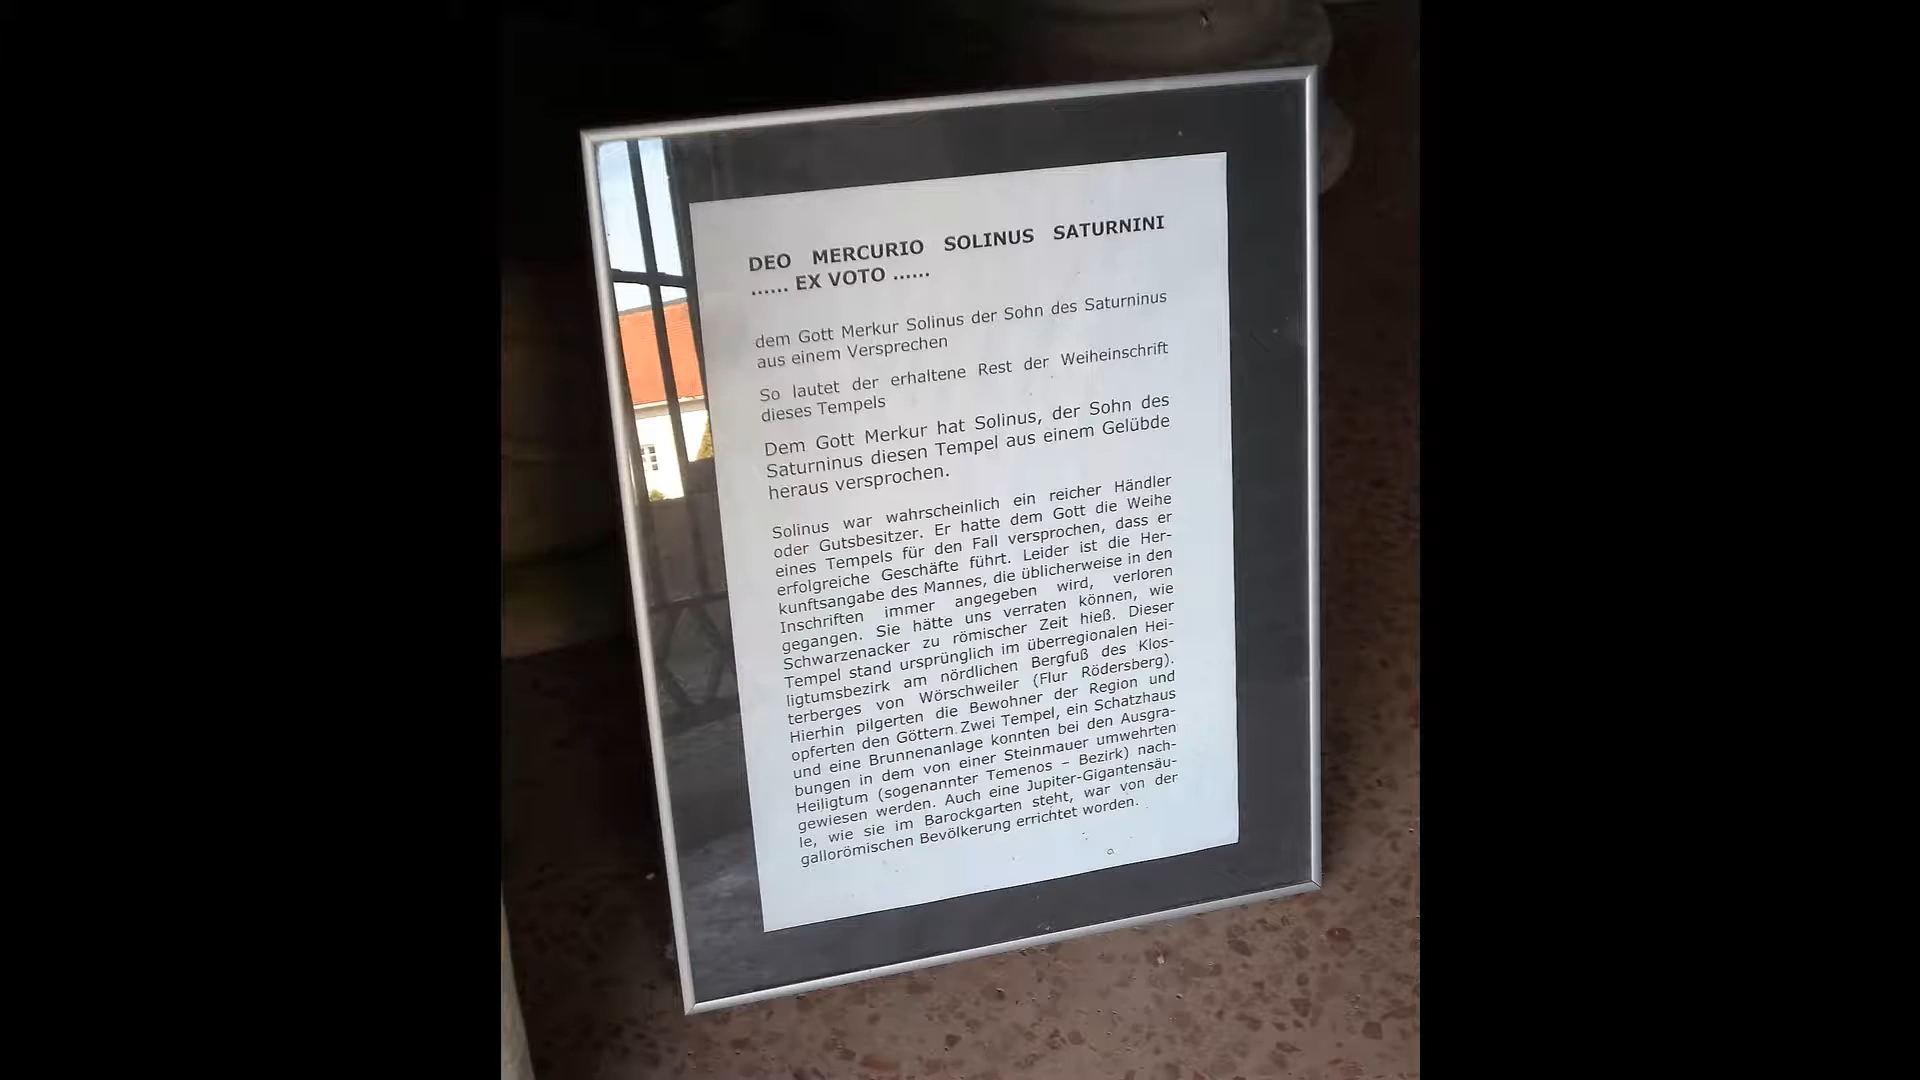 DEO MERCURIO SOLINUS SATURNINI
...... EX VOTO ......
dem Gott Merkur Solinus der Sohn des Saturninus
aus einem Versprechen
So lautet der erhaltene Rest der Weiheinschrift
dieses Tempels
Dem Gott Merkur hat Solinus, der Sohn des
Saturninus diesen Tempel aus einem Gelübde
heraus versprochen.
Solinus war wahrscheinlich ein reicher Händler
oder Gutsbesitzer. Er hatte dem Gott die Weihe
eines Tempels für den Fall versprochen, dass er
erfolgreiche Geschäfte führt. Leider ist die Her-
kunftsangabe des Mannes, die üblicherweise in den
Inschriften immer angegeben wird, verloren
gegangen. Sie hätte uns verraten können, wie
Schwarzenacker zu römischer Zeit hieß. Dieser
Tempel stand ursprünglich im überregionalen Hei-
ligtumsbezirk am nördlichen Bergfuß des Klos-
terberges von Wörschweiler (Flur Rödersberg).
Hierhin pilgerten die Bewohner der Region und
opferten den Göttern. Zwei Tempel, ein Schatzhaus
und eine Brunnenanlage konnten bei den Ausgra-
bungen in dem von einer Steinmauer umwehrten
Heiligtum (sogenannter Temenos – Bezirk) nach-
gewiesen werden. Auch eine Jupiter-Gigantensäu-
le, wie sie im Barockgarten steht, war von der
gallorömischen Bevölkerung errichtet worden.